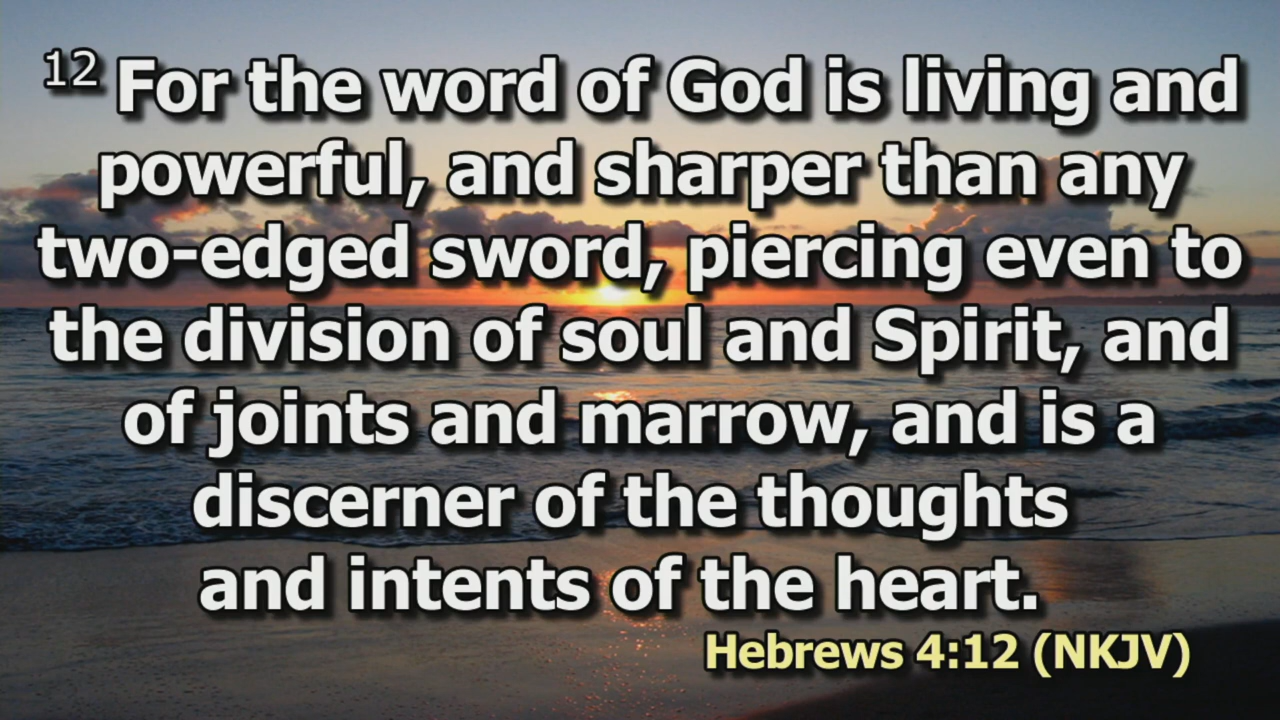 12 For the word of God is living and
powerful, and sharper than any
two-edged sword, piercing even to
the division of soul and Spirit, and
of joints and marrow, and is a
discerner of the thoughts
and intents of the heart.
Hebrews 4:12 (NKJV)